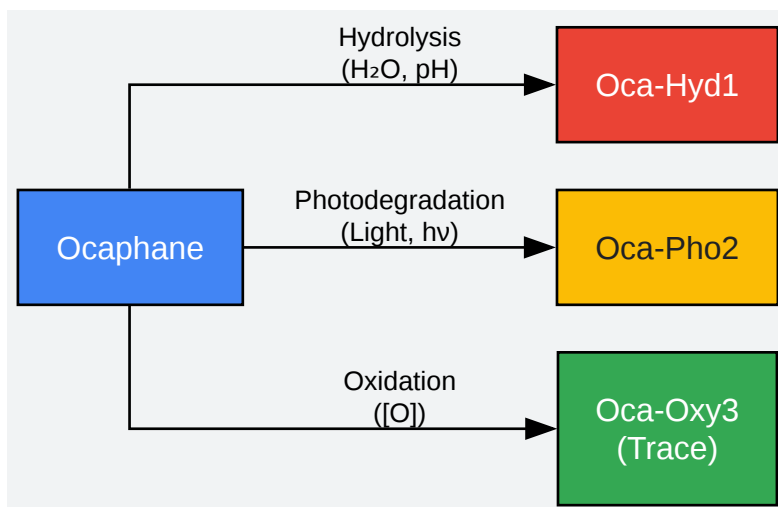 Hydrolysis
(H₂O, pH)
Oca-Hyd1
Ocaphane
Photodegradation
(Light, hν)
Oca-Pho2
Oxidation
([O])
Oca-Oxy3
(Trace)